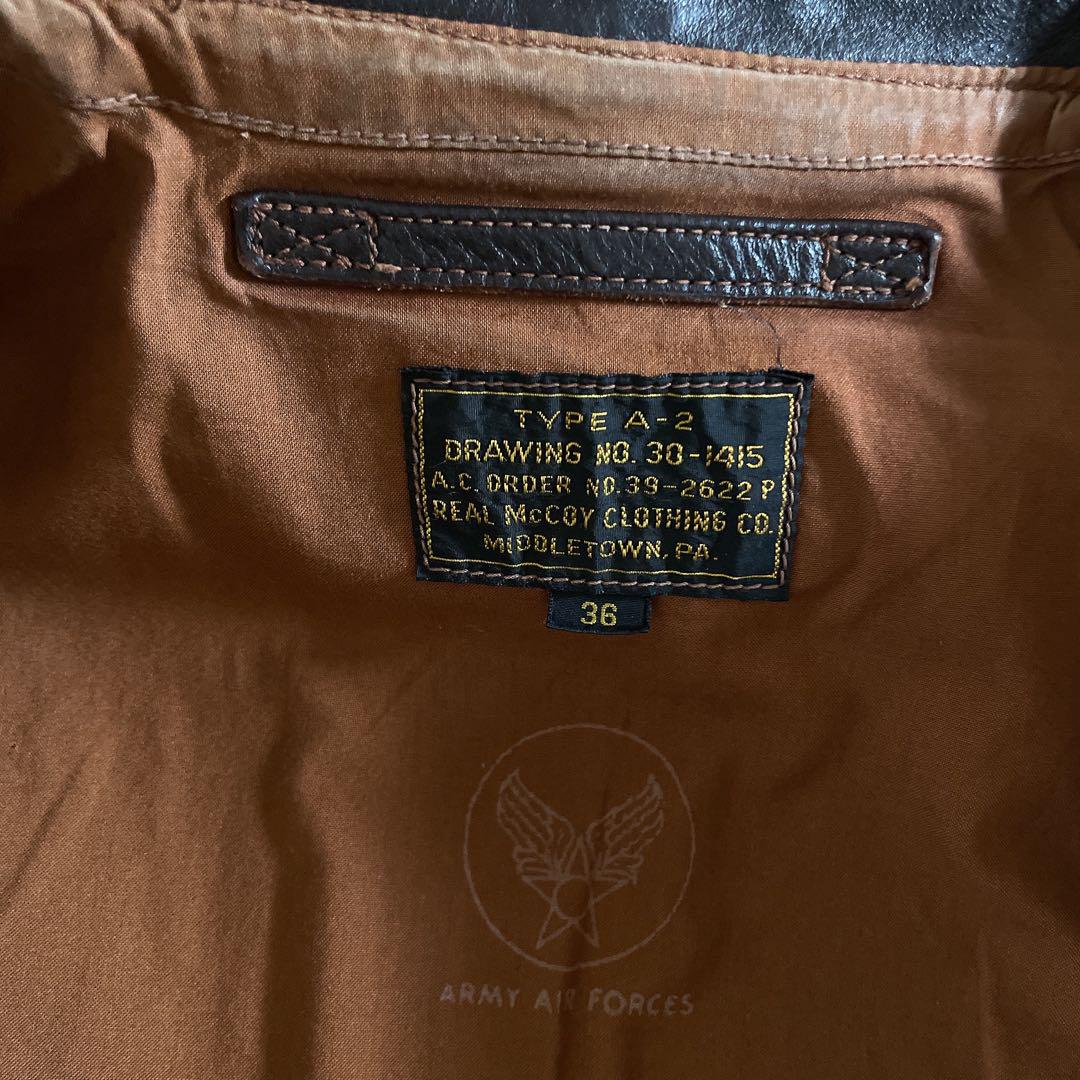 TYPE A-2
DRAWING NO. 30-1415
A.C. ORDER NO. 39-2622 P
REAL McCOY CLOTHING CO.
MIDDLETOWN, PA.
36
ARMY AIR FORCES